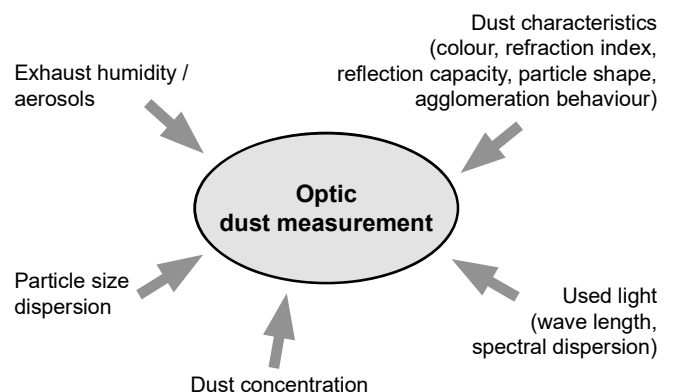 Dust characteristics
(colour, refraction index,
reflection capacity, particle shape,
agglomeration behaviour)
Exhaust humidity /
aerosols
Optic
dust measurement
Particle size
dispersion
Used light
(wave length,
spectral dispersion)
Dust concentration